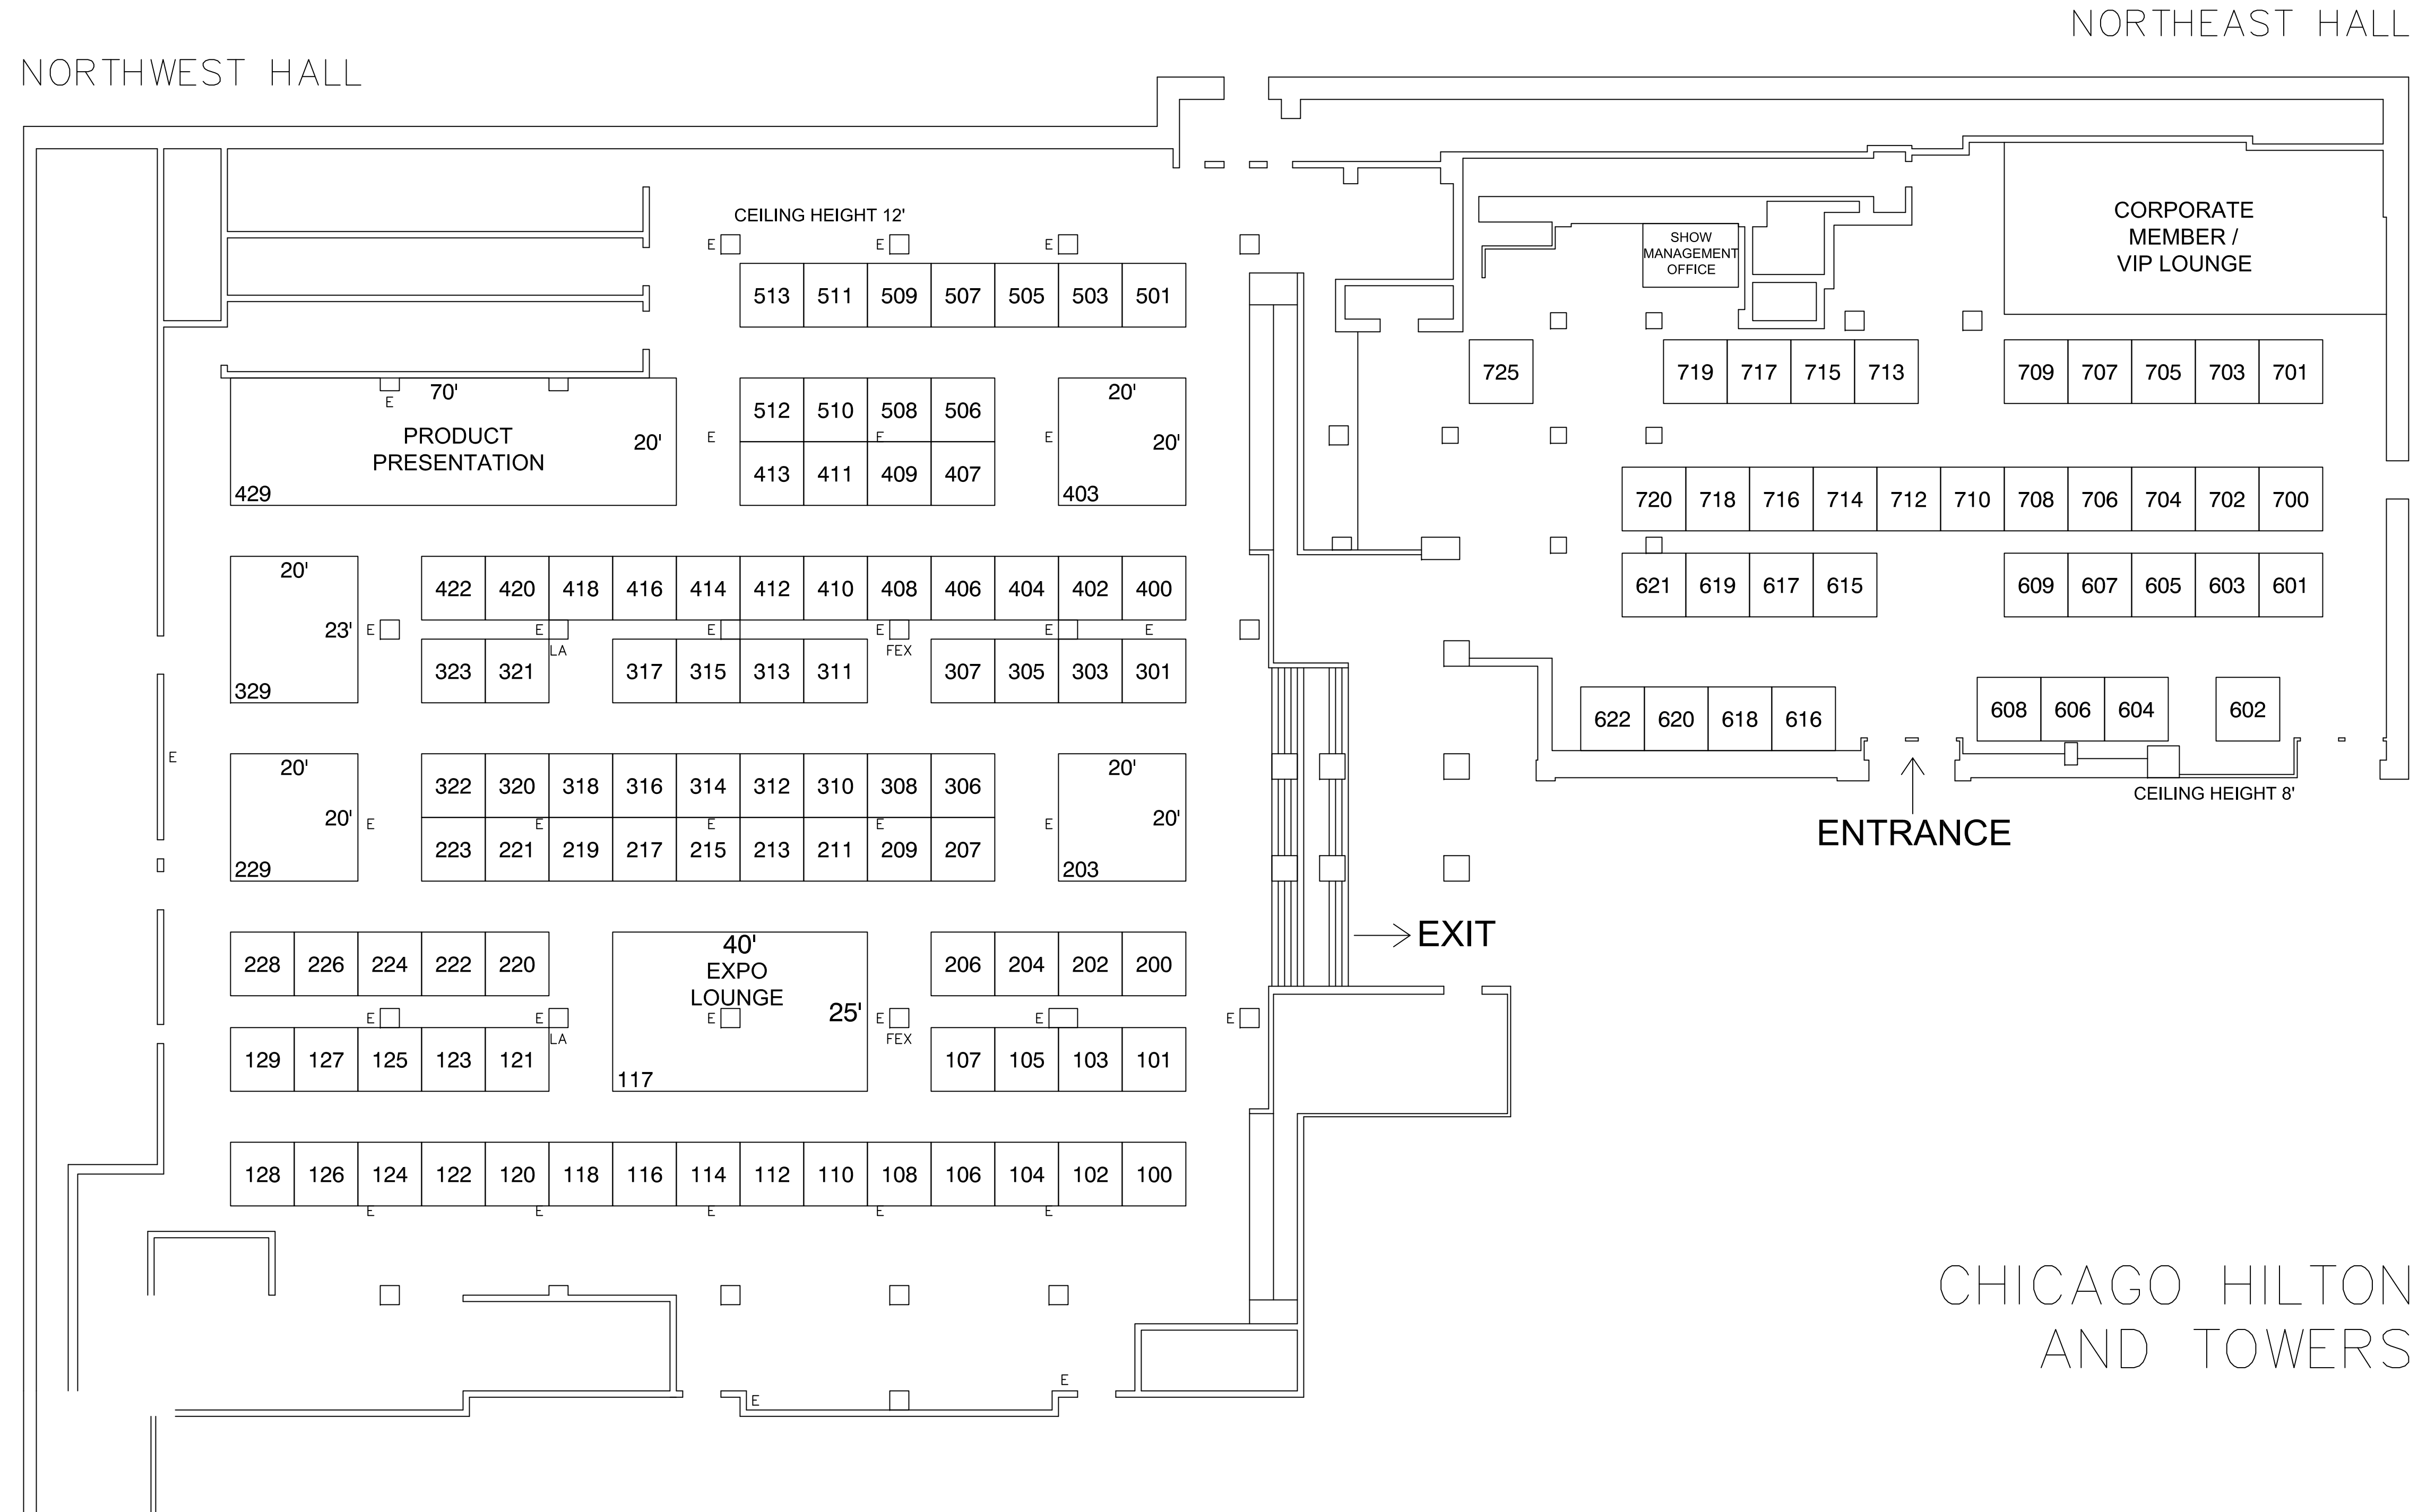 NORTHEAST HALL
NORTHWEST HALL
CEILING HEIGHT 12'
E E E
513 511 509 507 505 503 501
70'
E
PRODUCT
PRESENTATION
20'
429
E E E
512 510 508 506
413 411 409 407
20'
20'
403
20'
23'
329
422 420 418 416 414 412 410 408 406 404 402 400
E E E E E E
LA FEX
323 321 317 315 313 311 307 305 303 301
E
20'
20'
229
322 320 318 316 314 312 310 308 306
E E E E E E
223 221 219 217 215 213 211 209 207
20'
20'
203
228 226 224 222 220
40'
EXPO
LOUNGE
25'
117
206 204 202 200
E E E E E E
LA FEX
129 127 125 123 121
107 105 103 101
128 126 124 122 120 118 116 114 112 110 108 106 104 102 100
E E E E E
E
E
EXIT
SHOW
MANAGEMENT
OFFICE
CORPORATE
MEMBER /
VIP LOUNGE
725 719 717 715 713 709 707 705 703 701
720 718 716 714 712 710 708 706 704 702 700
621 619 617 615 609 607 605 603 601
622 620 618 616 608 606 604 602
CEILING HEIGHT 8'
ENTRANCE
CHICAGO HILTON
AND TOWERS